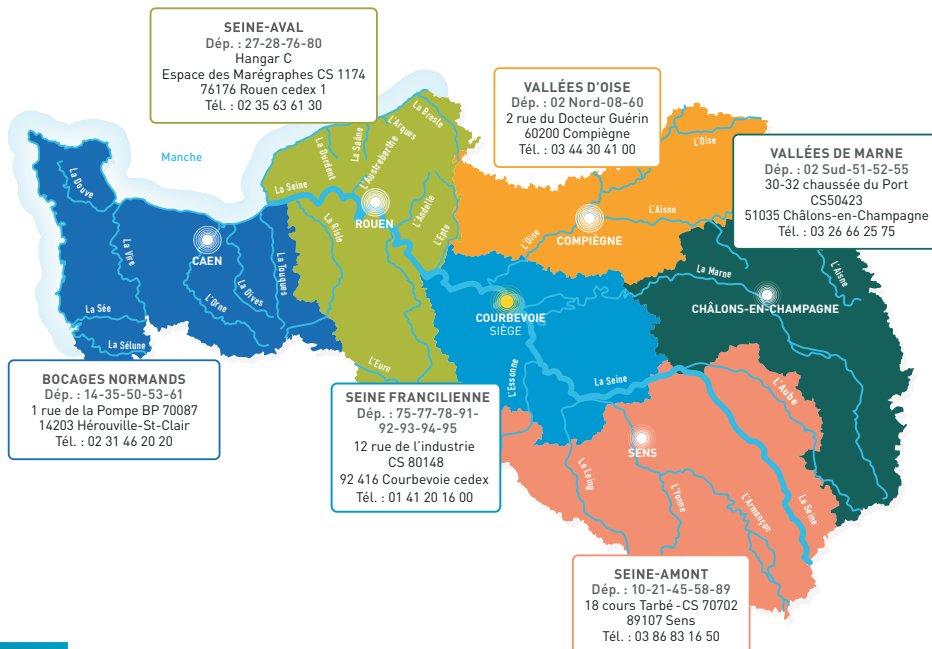 SEINE-AVAL
Dép. : 27-28-76-80
Hangar C
Espace des Marégraphes CS 1174
76176 Rouen cedex 1
Tél. : 02 35 63 61 30
VALLÉES D'OISE
Dép. : 02 Nord-08-60
2 rue du Docteur Guérin
60200 Compiègne
Tél. : 03 44 30 41 00
VALLÉES DE MARNE
Dép. : 02 Sud-51-52-55
30-32 chaussée du Port
CS50423
51035 Châlons-en-Champagne
Tél. : 03 26 66 25 75
Manche
La Douve
La Vire
La Sée
La Sélune
CAEN
L'Orne
La Dives
La Touques
La Seine
La Durdent
La Saâne
L'Austreberthe
L'Arques
La Bresle
ROUEN
La Risle
L'Andelle
L'Epte
L'Eure
L'Oise
L'Aisne
L'Oise
COMPIÈGNE
La Marne
L'Aisne
CHÂLONS-EN-CHAMPAGNE
COURBEVOIE
SIÈGE
L'Essonne
La Seine
L'Aube
SENS
Le Loing
L'Yonne
L'Armançon
La Seine
BOCAGES NORMANDS
Dép. : 14-35-50-53-61
1 rue de la Pompe BP 70087
14203 Hérouville-St-Clair
Tél. : 02 31 46 20 20
SEINE FRANCILIENNE
Dép. : 75-77-78-91-
92-93-94-95
12 rue de l'industrie
CS 80148
92 416 Courbevoie cedex
Tél. : 01 41 20 16 00
SEINE-AMONT
Dép. : 10-21-45-58-89
18 cours Tarbé -CS 70702
89107 Sens
Tél. : 03 86 83 16 50